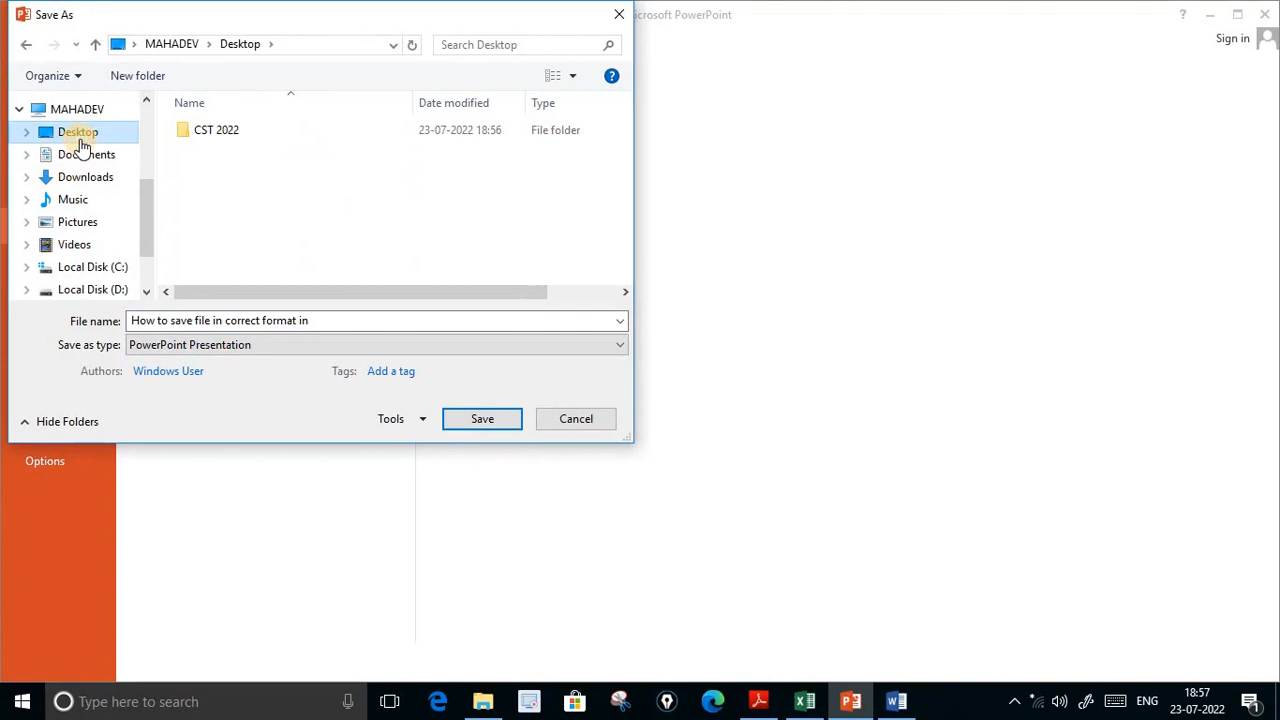 Save As
icrosoft PowerPoint
?
Sign in
MAHADEV > Desktop >
Search Desktop
Organize
New folder
?
MAHADEV
Desktop
Documents
Downloads
Music
Pictures
Videos
Local Disk (C:)
Local Disk (D:)
Name Date modified Type
CST 2022 23-07-2022 18:56 File folder
File name: How to save file in correct format in
Save as type: PowerPoint Presentation
Authors: Windows User Tags: Add a tag
Hide Folders
Tools
Save
Cancel
Options
Type here to search
ENG
18:57
23-07-2022
1